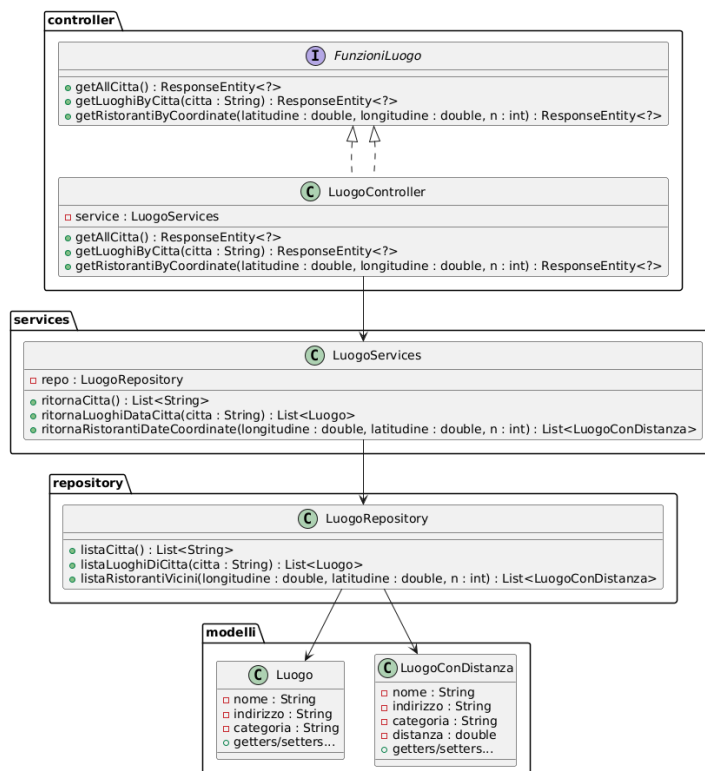 controller
I FunzioniLuogo
getAllCitta() : ResponseEntity<?>
getLuoghiByCitta(citta : String) : ResponseEntity<?>
getRistorantiByCoordinate(latitudine : double, longitudine : double, n : int) : ResponseEntity<?>
C LuogoController
service : LuogoServices
getAllCitta() : ResponseEntity<?>
getLuoghiByCitta(citta : String) : ResponseEntity<?>
getRistorantiByCoordinate(latitudine : double, longitudine : double, n : int) : ResponseEntity<?>
services
C LuogoServices
repo : LuogoRepository
ritornaCitta() : List<String>
ritornaLuoghiDataCitta(citta : String) : List<Luogo>
ritornaRistorantiDateCoordinate(longitudine : double, latitudine : double, n : int) : List<LuogoConDistanza>
repository
C LuogoRepository
listaCitta() : List<String>
listaLuoghiDiCitta(citta : String) : List<Luogo>
listaRistorantiVicini(longitudine : double, latitudine : double, n : int) : List<LuogoConDistanza>
modelli
C Luogo
nome : String
indirizzo : String
categoria : String
getters/setters...
C LuogoConDistanza
nome : String
indirizzo : String
categoria : String
distanza : double
getters/setters...